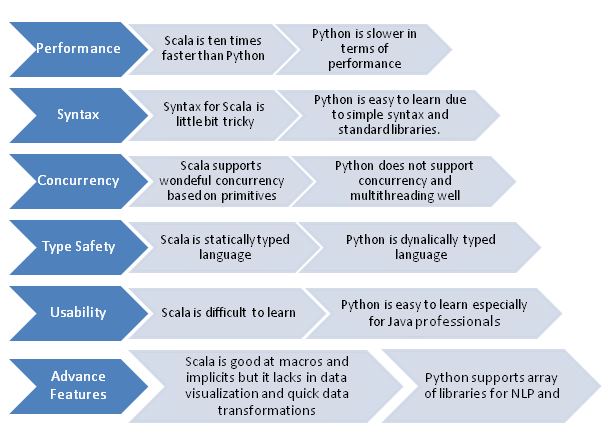 Performance
Scala is ten times
faster than Python
Python is slower in
terms of
performance
Syntax
Syntax for Scala is
little bit tricky
Python is easy to learn due
to simple syntax and
standard libraries.
Concurrency
Scala supports
wondeful concurrency
based on primitives
Python does not support
concurrency and
multithreading well
Type Safety
Scala is statically typed
language
Python is dynalically typed
language
Usability
Scala is difficult to learn
Python is easy to learn especially
for Java professionals
Advance
Features
Scala is good at macros and
implicits but it lacks in data
visualization and quick data
transformations
Python supports array
of libraries for NLP and